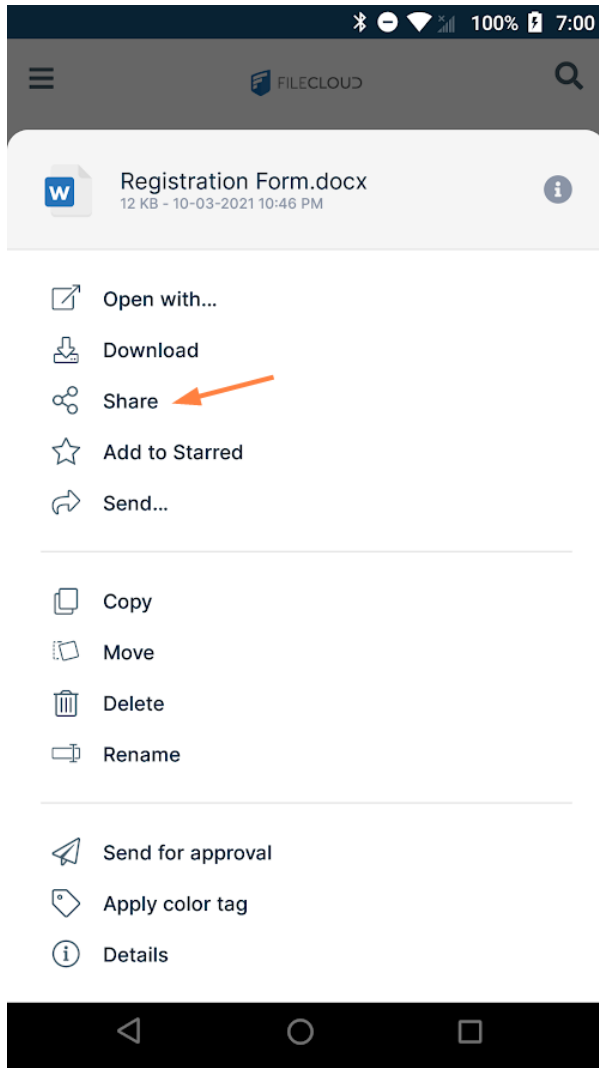 100% 7:00
FILECLOUD
W Registration Form.docx
12 KB - 10-03-2021 10:46 PM
Open with...
Download
Share
Add to Starred
Send...
Copy
Move
Delete
Rename
Send for approval
Apply color tag
Details